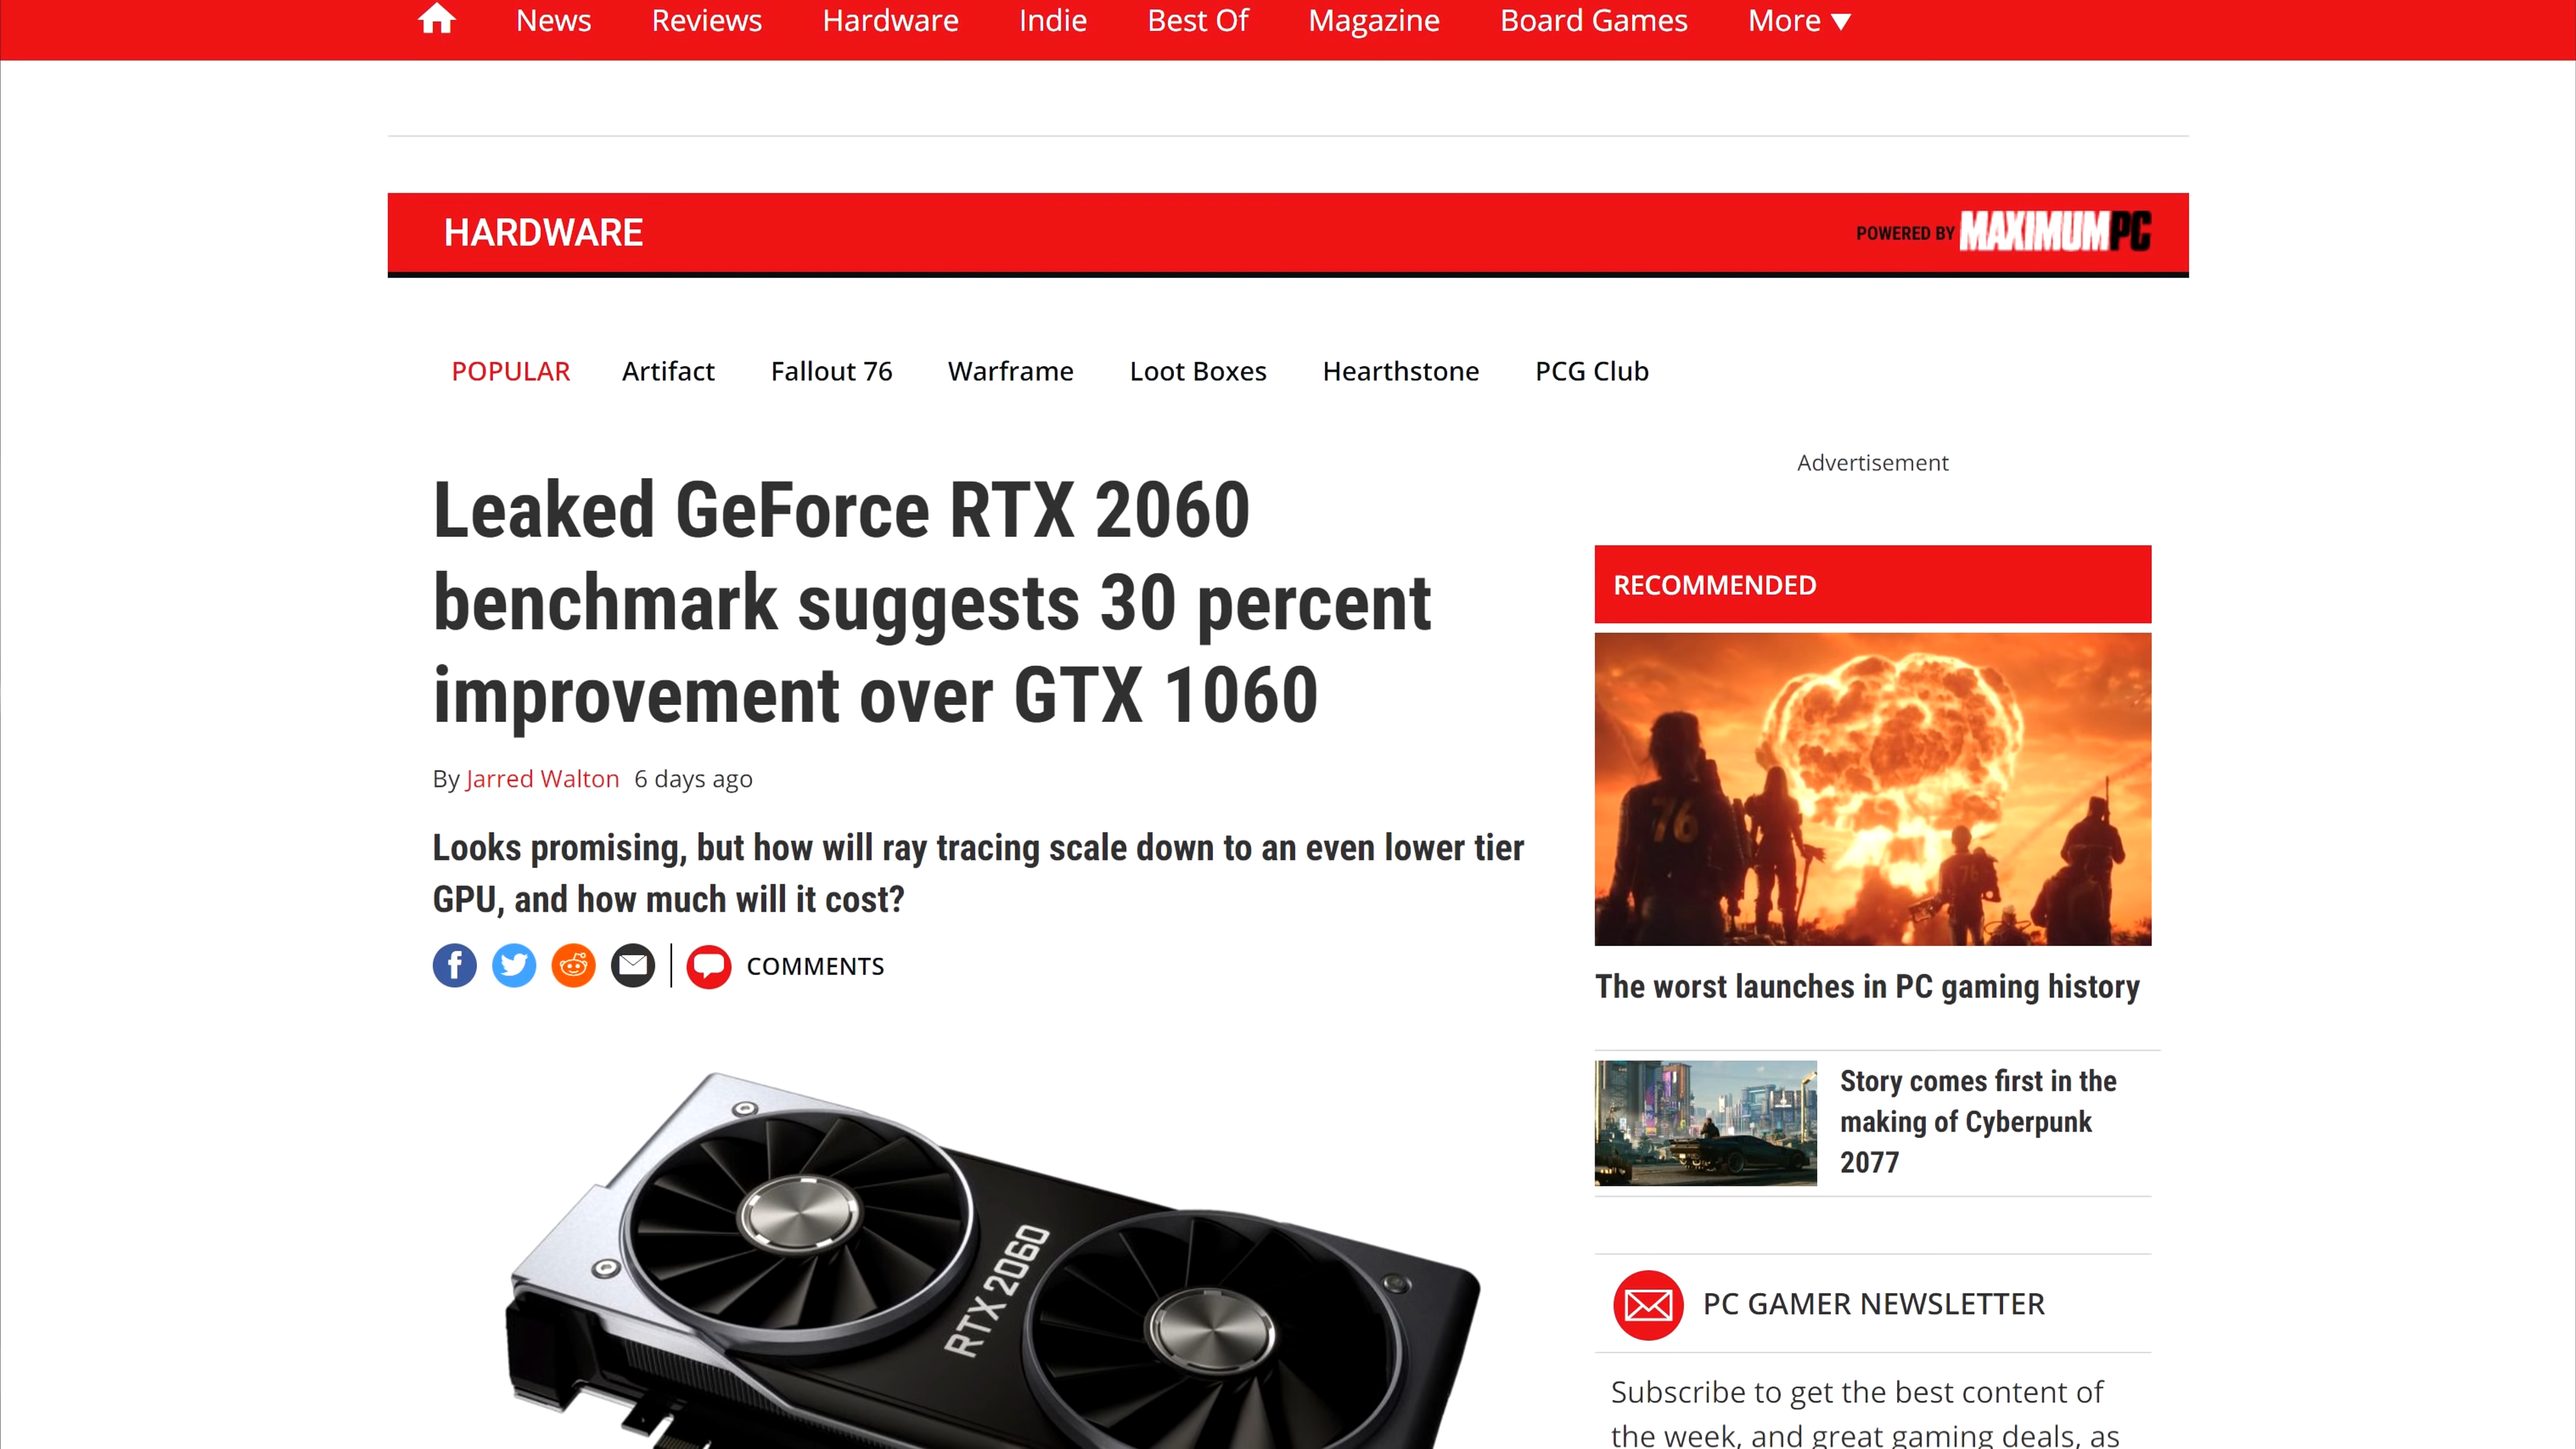 News Reviews Hardware Indie Best Of Magazine Board Games More ▼
HARDWARE
POWERED BY MAXIMUMPC
POPULAR Artifact Fallout 76 Warframe Loot Boxes Hearthstone PCG Club
Leaked GeForce RTX 2060
benchmark suggests 30 percent
improvement over GTX 1060
By Jarred Walton 6 days ago
Looks promising, but how will ray tracing scale down to an even lower tier
GPU, and how much will it cost?
COMMENTS
RTX 2060
Advertisement
RECOMMENDED
76
76
The worst launches in PC gaming history
Story comes first in the
making of Cyberpunk
2077
PC GAMER NEWSLETTER
Subscribe to get the best content of
the week, and great gaming deals, as